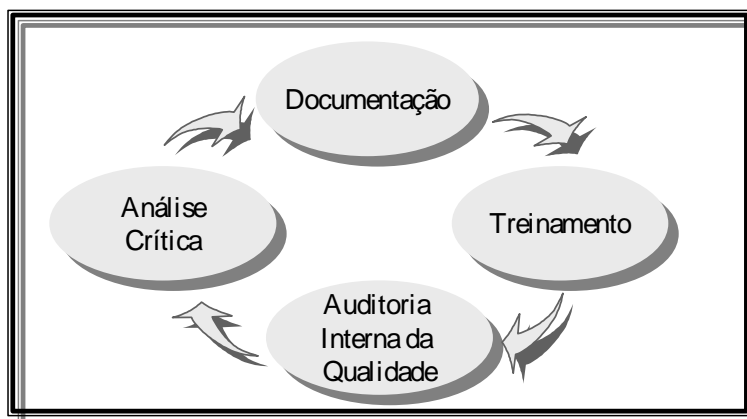 Documentação
Análise
Crítica
Treinamento
Auditoria
Interna da
Qualidade